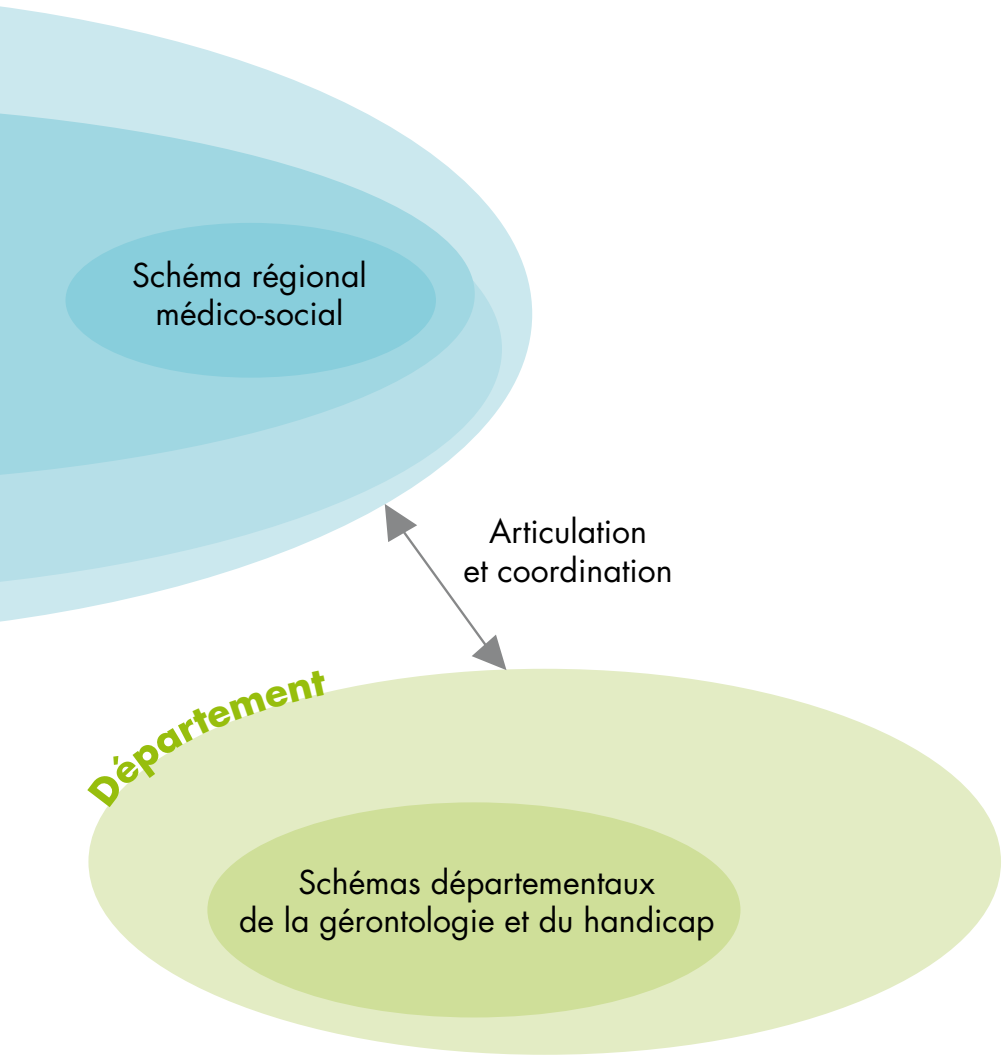 Schéma régional
médico-social
Articulation
et coordination
Département
Schémas départementaux
de la gérontologie et du handicap